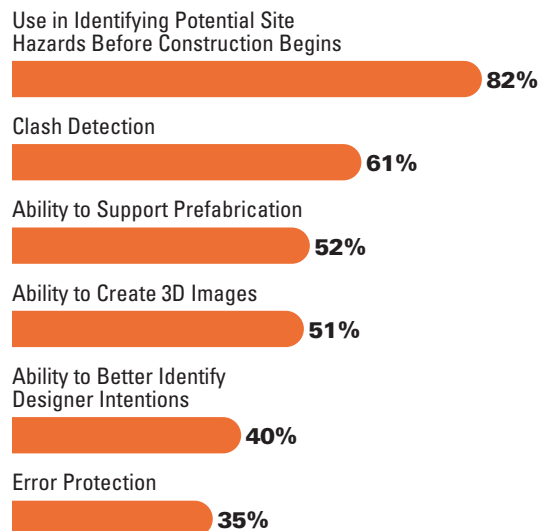 Use in Identifying Potential Site
Hazards Before Construction Begins
82%
Clash Detection
61%
Ability to Support Prefabrication
52%
Ability to Create 3D Images
51%
Ability to Better Identify
Designer Intentions
40%
Error Protection
35%